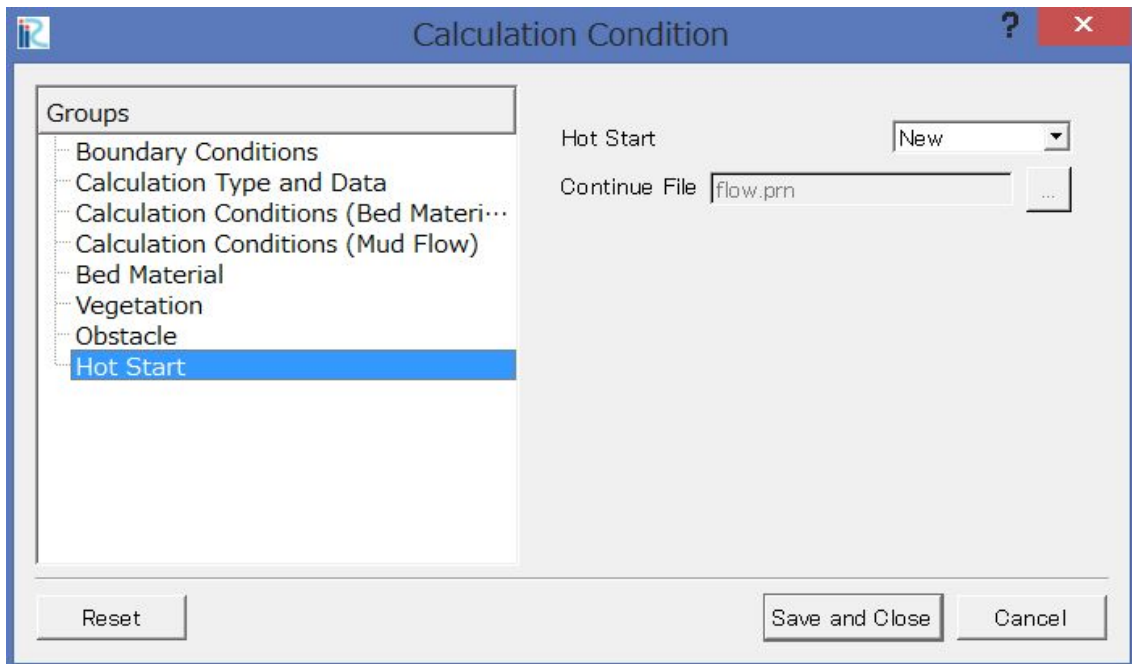 iRC
Calculation Condition
?
×
Groups
Boundary Conditions
Calculation Type and Data
Calculation Conditions (Bed Materi···
Calculation Conditions (Mud Flow)
Bed Material
Vegetation
Obstacle
Hot Start
Hot Start New
Continue File flow.prn ...
Reset Save and Close Cancel